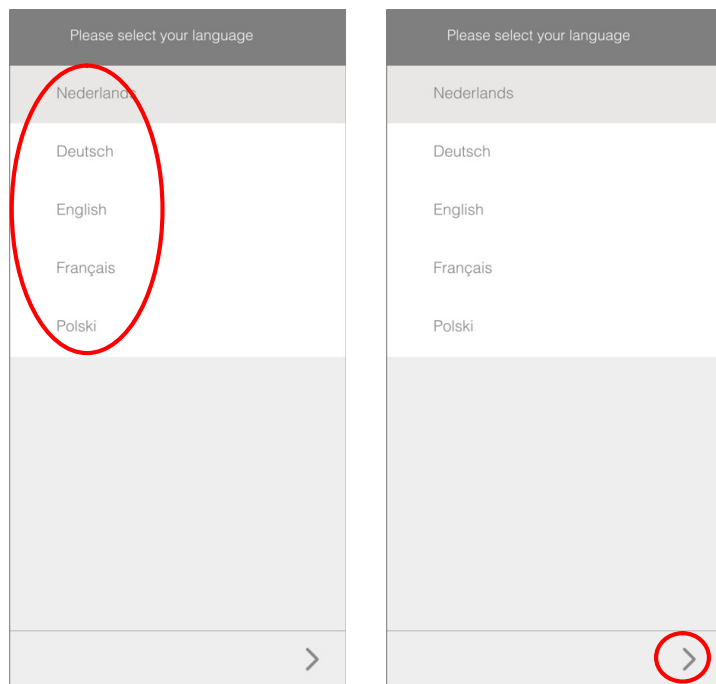 Please select your language
Nederlands
Deutsch
English
Français
Polski
Please select your language
Nederlands
Deutsch
English
Français
Polski